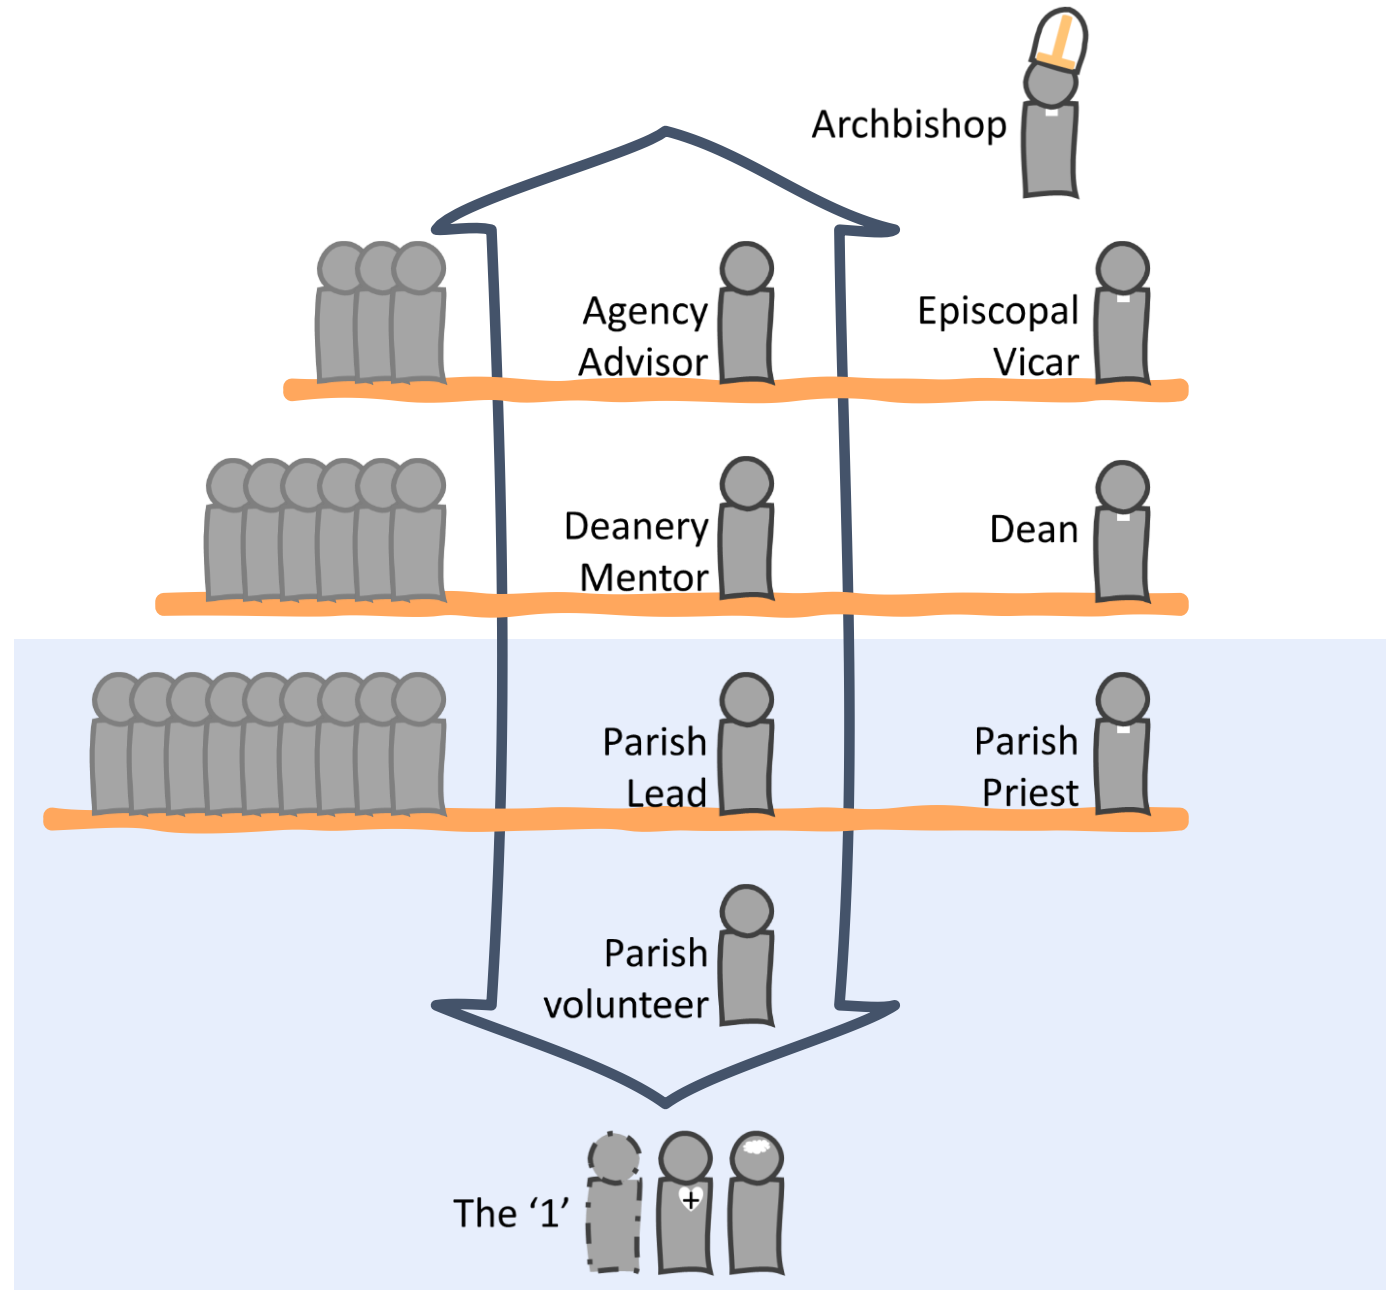 Archbishop
Agency
Advisor
Episcopal
Vicar
Deanery
Mentor
Dean
Parish
Lead
Parish
Priest
Parish
volunteer
The ‘1’
+